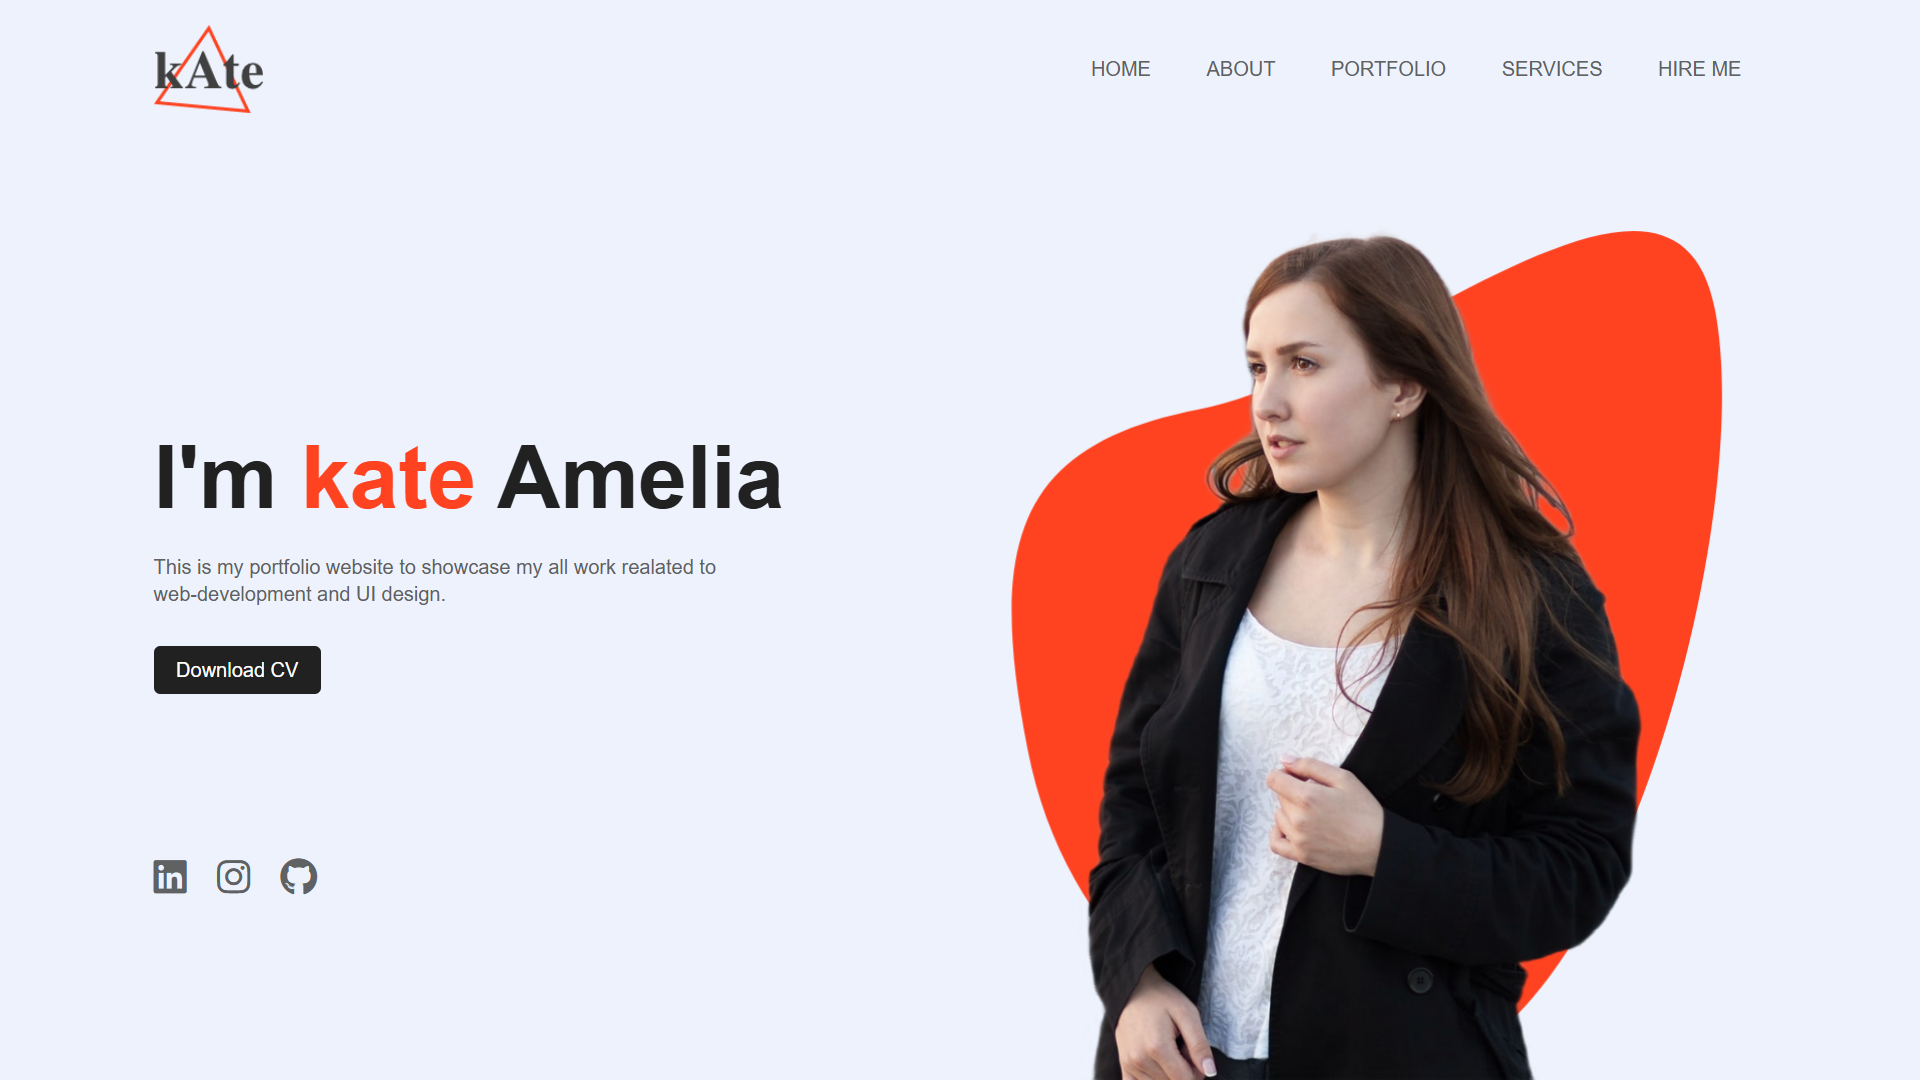 kAte
HOME ABOUT PORTFOLIO SERVICES HIRE ME
I'm kate Amelia
This is my portfolio website to showcase my all work realated to
web-development and UI design.
Download CV
in